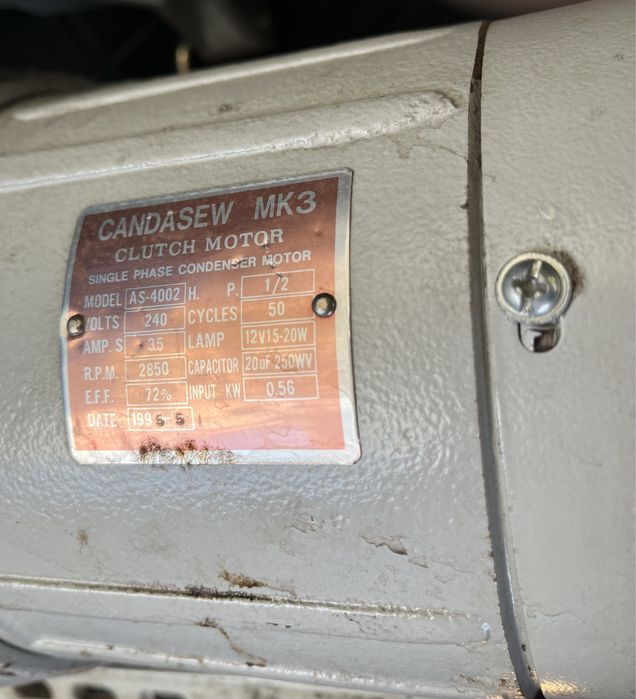 CANDASEW MK3
CLUTCH MOTOR
SINGLE PHASE CONDENSER MOTOR
MODEL AS-4002 H. P. 1/2
VOLTS 240 CYCLES 50
AMP. S 3.5 LAMP 12V15-20W
R.P.M. 2850 CAPACITOR 20uF 250WV
E.F.F. 72% INPUT KW 0.56
DATE 1995 5